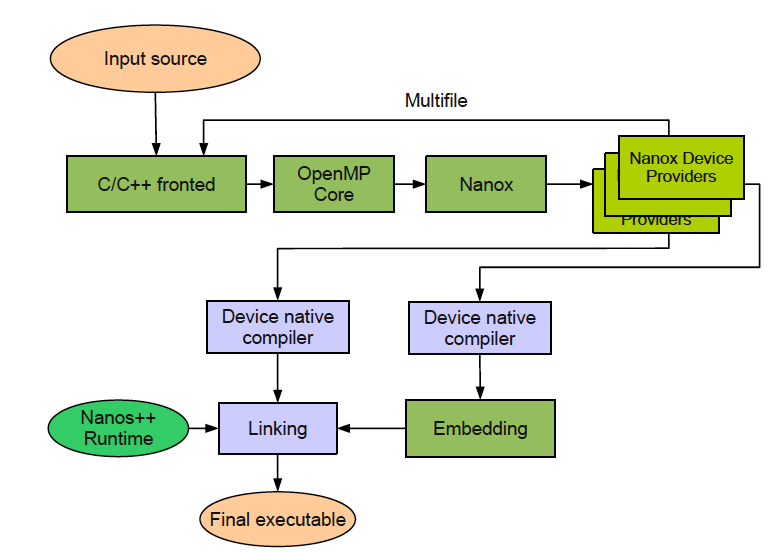 Input source
Multifile
C/C++ fronted
OpenMP
Core
Nanox
Nanox Device
Providers
Providers
Device native
compiler
Device native
compiler
Nanos++
Runtime
Linking
Embedding
Final executable